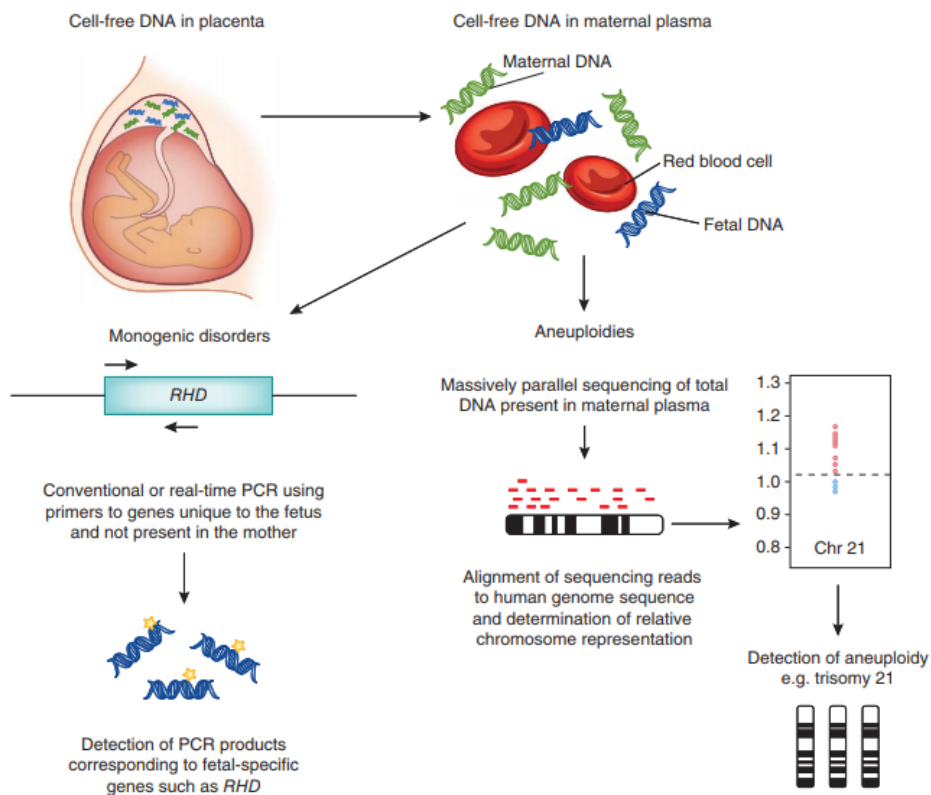 Cell-free DNA in placenta
Cell-free DNA in maternal plasma
Maternal DNA
Red blood cell
Fetal DNA
Monogenic disorders
RHD
Conventional or real-time PCR using
primers to genes unique to the fetus
and not present in the mother
Detection of PCR products
corresponding to fetal-specific
genes such as RHD
Aneuploidies
Massively parallel sequencing of total
DNA present in maternal plasma
Alignment of sequencing reads
to human genome sequence
and determination of relative
chromosome representation
1.3
1.2
1.1
1.0
0.9
0.8
Chr 21
Detection of aneuploidy
e.g. trisomy 21